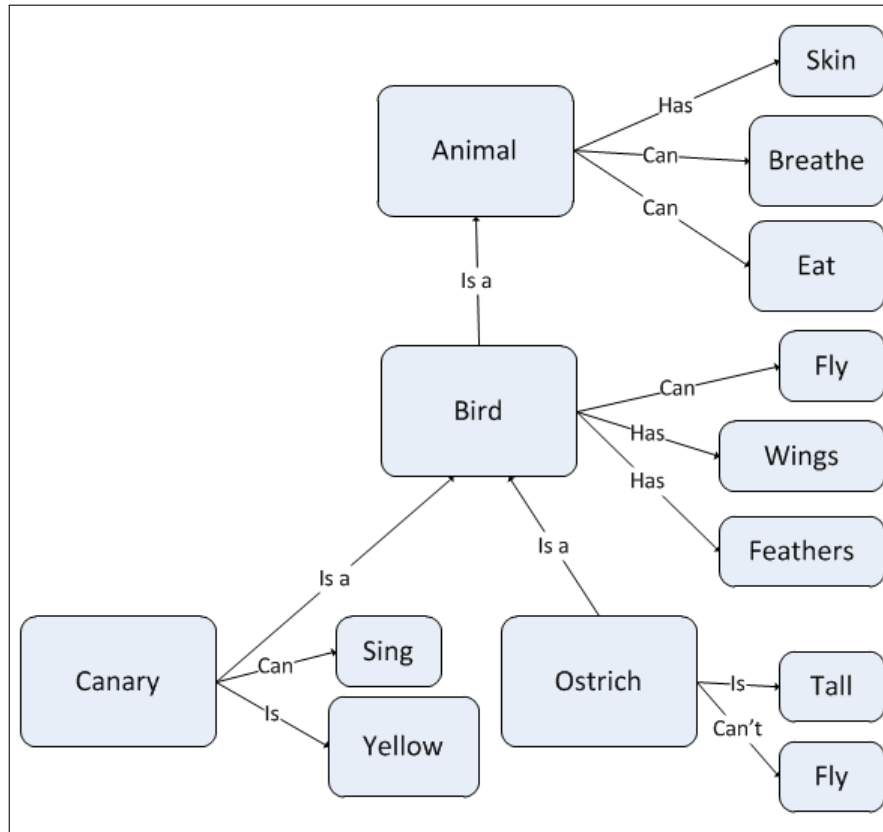 Skin
Has
Animal
Can
Breathe
Can
Eat
Is a
Fly
Can
Bird
Has
Wings
Has
Feathers
Is a
Is a
Canary
Can
Sing
Is
Yellow
Ostrich
Is
Tall
Can't
Fly